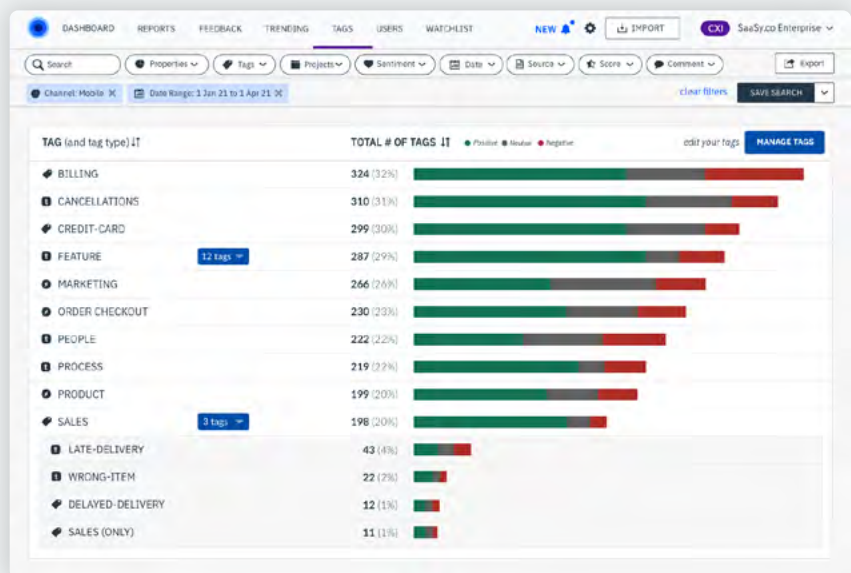 DASHBOARD REPORTS FEEDBACK TRENDING TAGS USERS WATCHLIST NEW IMPORT CXI SaaSy.co Enterprise
Search Properties Tags Projects Sentiment Date Source Score Comment Export
Channel: Mobile X Date Range: 1 Jan 21 to 1 Apr 21 X clear filters SAVE SEARCH
TAG (and tag type) TOTAL # OF TAGS Positive Neutral Negative edit your tags MANAGE TAGS
BILLING 324 (32%)
CANCELLATIONS 310 (31%)
CREDIT-CARD 299 (30%)
FEATURE 12 tags 287 (29%)
MARKETING 266 (26%)
ORDER CHECKOUT 230 (23%)
PEOPLE 222 (22%)
PROCESS 219 (22%)
PRODUCT 199 (20%)
SALES 3 tags 198 (20%)
LATE-DELIVERY 43 (4%)
WRONG-ITEM 22 (2%)
DELAYED-DELIVERY 12 (1%)
SALES (ONLY) 11 (1%)